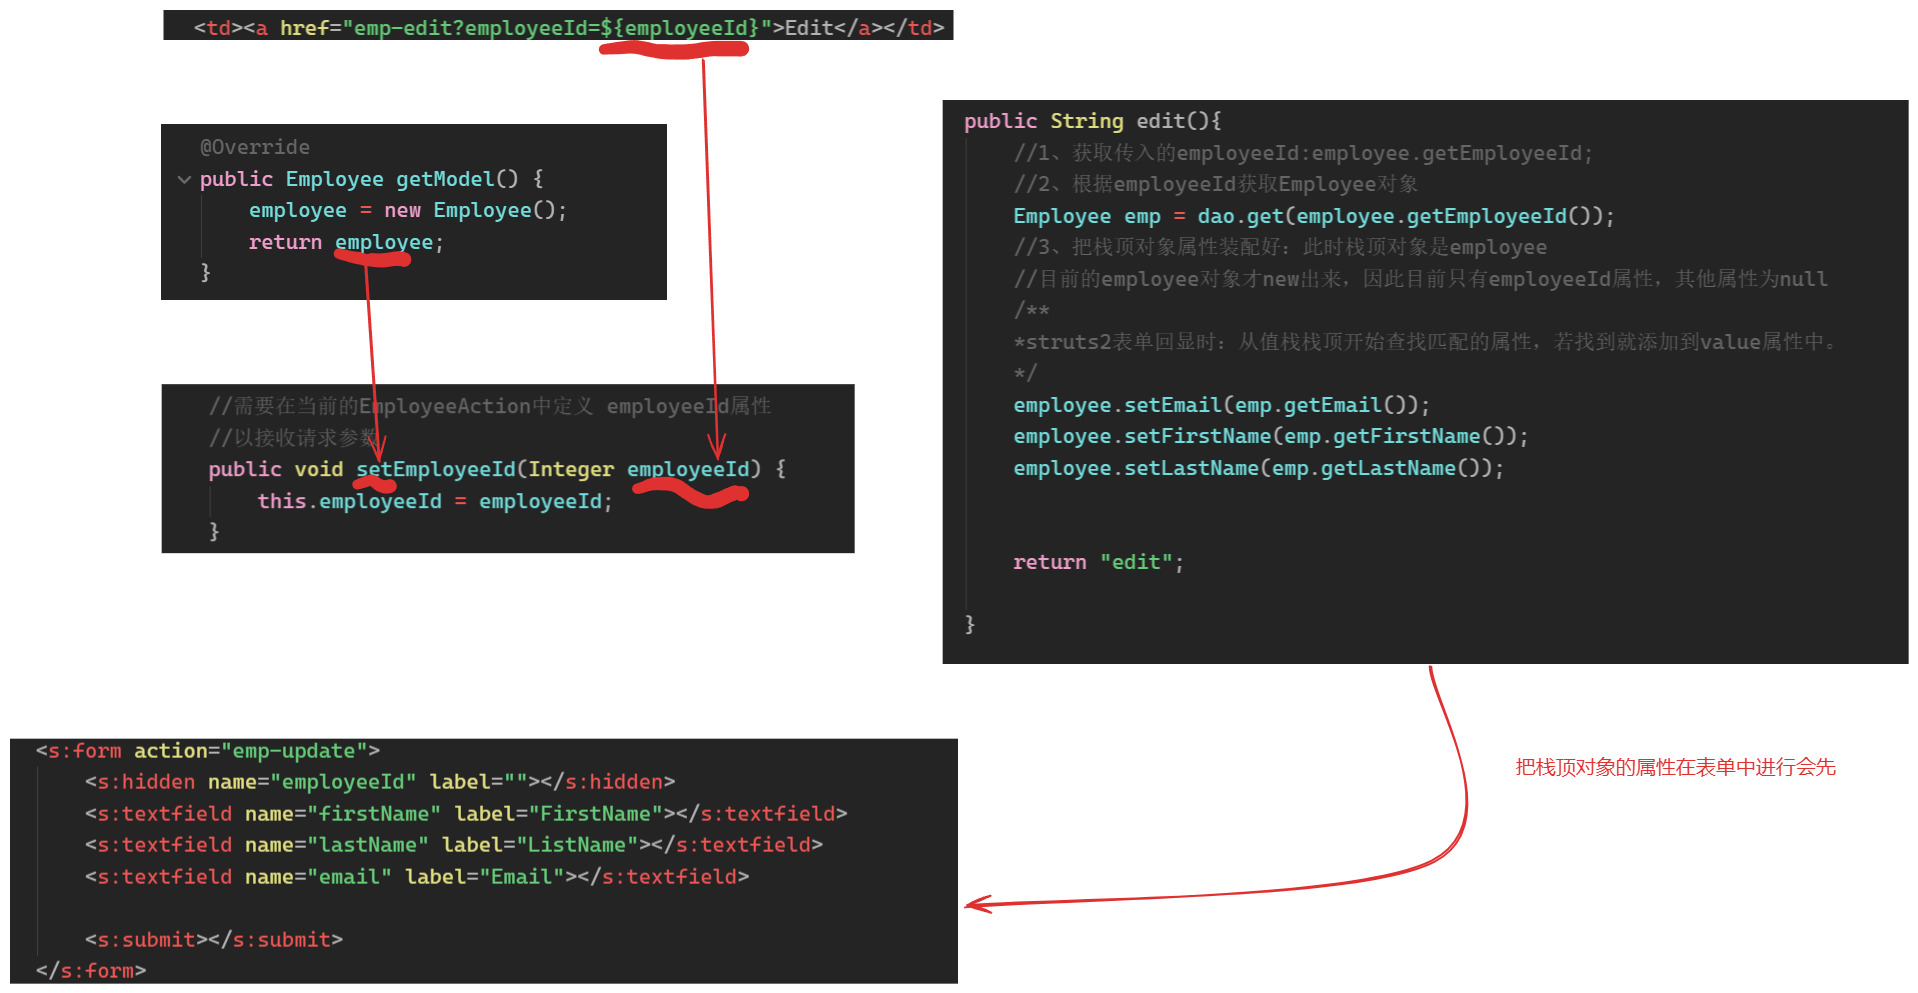 <td><a href="emp-edit?employeeId=${employeeId}">Edit</a></td>
@Override
public Employee getModel() {
employee = new Employee();
return employee;
}
//需要在当前的EmployeeAction中定义 employeeId属性
//以接收请求参数
public void setEmployeeId(Integer employeeId) {
this.employeeId = employeeId;
}
public String edit(){
//1、获取传入的employeeId:employee.getEmployeeId;
//2、根据employeeId获取Employee对象
Employee emp = dao.get(employee.getEmployeeId());
//3、把栈顶对象属性装配好：此时栈顶对象是employee
//目前的employee对象才new出来，因此目前只有employeeId属性，其他属性为null
/**
*struts2表单回显时：从值栈栈顶开始查找匹配的属性，若找到就添加到value属性中。
*/
employee.setEmail(emp.getEmail());
employee.setFirstName(emp.getFirstName());
employee.setLastName(emp.getLastName());
return "edit";
}
把栈顶对象的属性在表单中进行会先
<s:form action="emp-update">
<s:hidden name="employeeId" label=""></s:hidden>
<s:textfield name="firstName" label="FirstName"></s:textfield>
<s:textfield name="lastName" label="ListName"></s:textfield>
<s:textfield name="email" label="Email"></s:textfield>
<s:submit></s:submit>
</s:form>